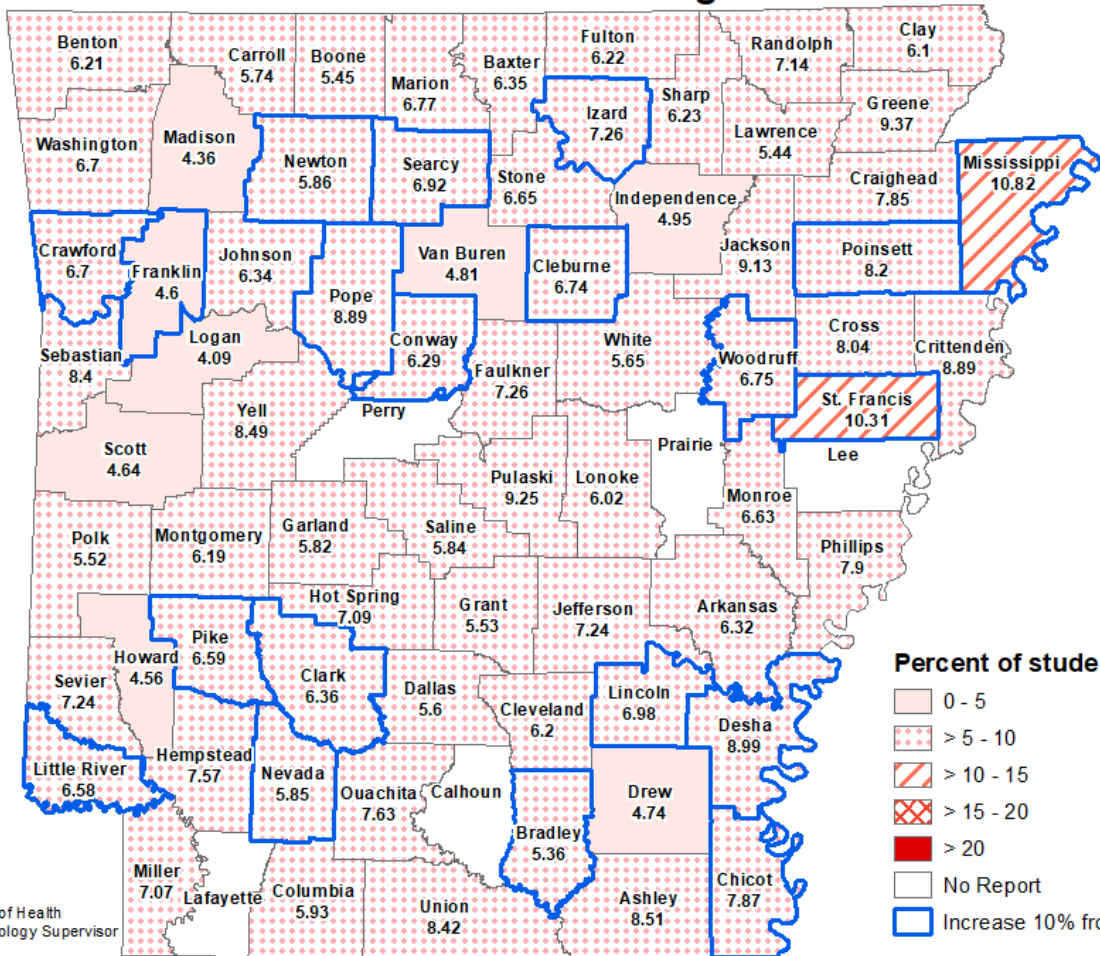 Benton
6.21
Carroll
5.74
Boone
5.45
Marion
6.77
Baxter
6.35
Fulton
6.22
Sharp
6.23
Randolph
7.14
Clay
6.1
Greene
9.37
Lawrence
5.44
Izard
7.26
Washington
6.7
Madison
4.36
Newton
5.86
Searcy
6.92
Stone
6.65
Independence
4.95
Craighead
7.85
Mississippi
10.82
Crawford
6.7
Franklin
4.6
Johnson
6.34
Pope
8.89
Van Buren
4.81
Cleburne
6.74
Jackson
9.13
Poinsett
8.2
Sebastian
8.4
Logan
4.09
Conway
6.29
Faulkner
7.26
White
5.65
Woodruff
6.75
Cross
8.04
Crittenden
8.89
Yell
8.49
Perry
St. Francis
10.31
Scott
4.64
Prairie
Lee
Pulaski
9.25
Lonoke
6.02
Monroe
6.63
Polk
5.52
Montgomery
6.19
Garland
5.82
Saline
5.84
Phillips
7.9
Hot Spring
7.09
Grant
5.53
Jefferson
7.24
Arkansas
6.32
Howard
4.56
Pike
6.59
Clark
6.36
Dallas
5.6
Cleveland
6.2
Lincoln
6.98
Desha
8.99
Sevier
7.24
Little River
6.58
Hempstead
7.57
Nevada
5.85
Ouachita
7.63
Calhoun
Bradley
5.36
Drew
4.74
Miller
7.07
Lafayette
Columbia
5.93
Union
8.42
Ashley
8.51
Chicot
7.87
Percent of stude
0 - 5
> 5 - 10
> 10 - 15
> 15 - 20
> 20
No Report
Increase 10% fro
of Health
ology Supervisor